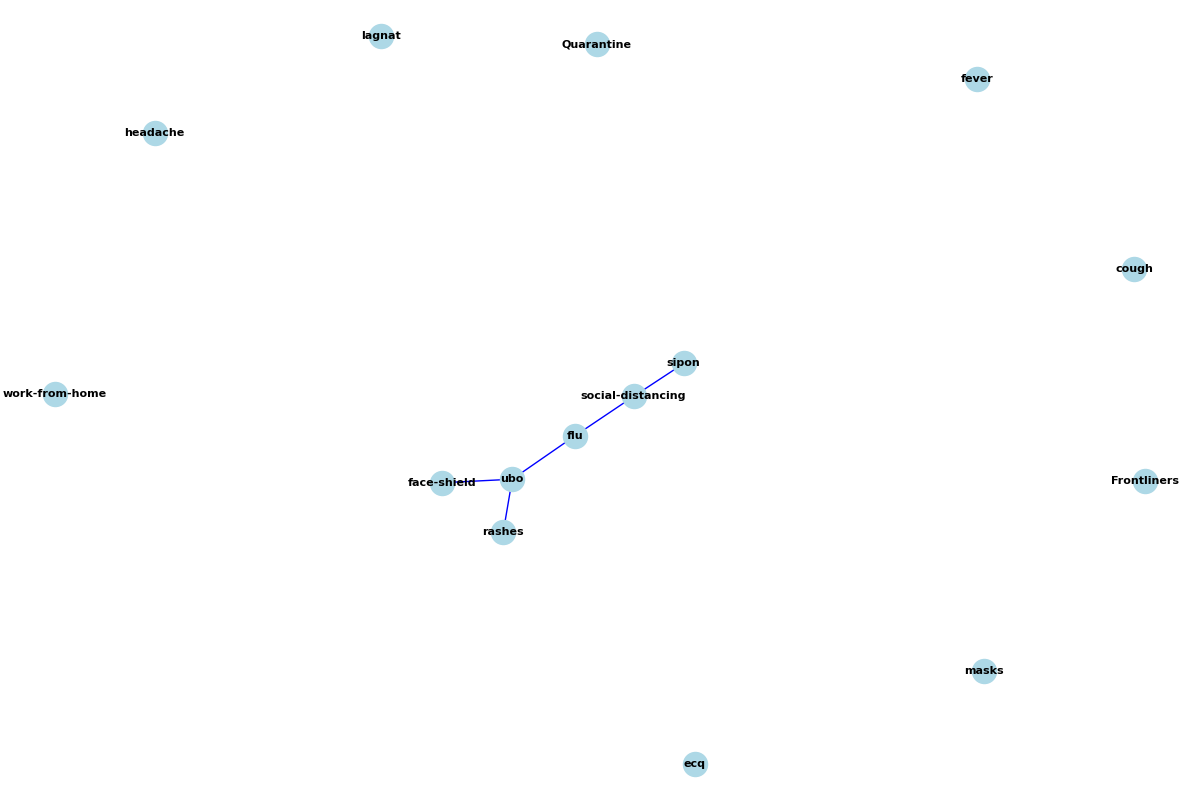 lagnat
Quarantine
fever
headache
cough
sipon
work-from-home
social-distancing
flu
ubo
face-shield
Frontliners
rashes
masks
ecq